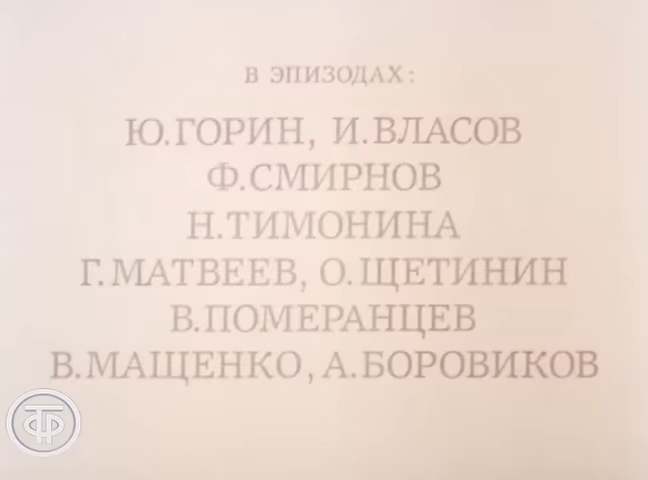 В ЭПИЗОДАХ:
Ю.ГОРИН, И.ВЛАСОВ
Ф.СМИРНОВ
Н.ТИМОНИНА
Г.МАТВЕЕВ, О.ЩЕТИНИН
В.ПОМЕРАНЦЕВ
В.МАЩЕНКО, А.БОРОВИКОВ